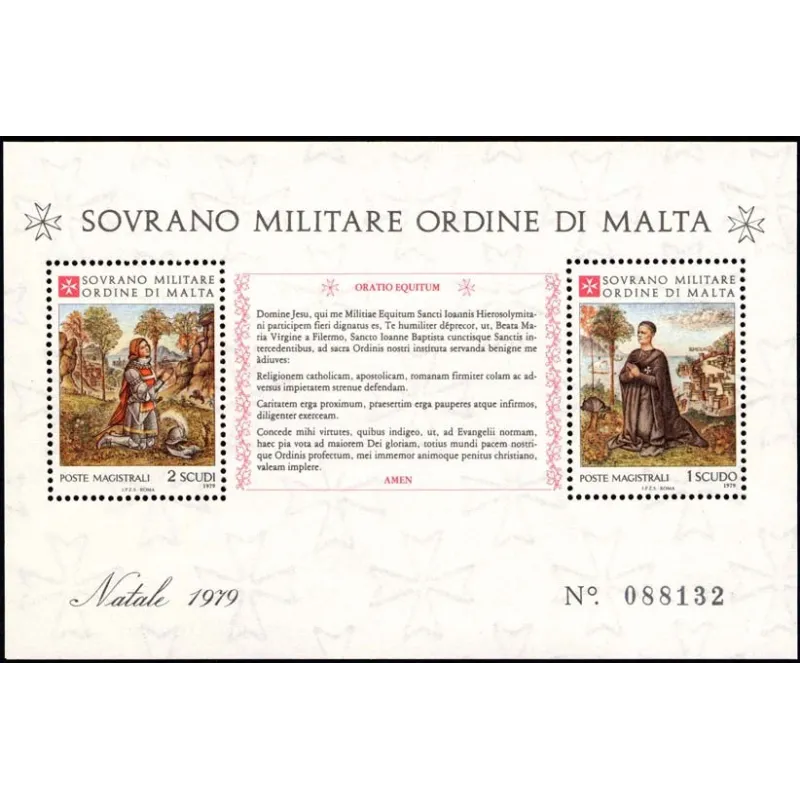 SOVRANO MILITARE ORDINE DI MALTA
SOVRANO MILITARE
ORDINE DI MALTA
POSTE MAGISTRALI 2 SCUDI
I.P.Z.S. ROMA 1979
ORATIO EQUITUM
Domine Jesu, qui me Militiae Equitum Sancti Ioannis Hierosolymita-
ni participem fieri dignatus es, Te humiliter déprecor, ut, Beata Ma-
ria Virgine a Filermo, Sancto Ioanne Baptista cunctisque Sanctis in-
tercedentibus, ad sacra Ordinis nostri instituta servanda benigne me
àdiuves:
Religionem catholicam, apostolicam, romanam firmiter colam ac ad-
versus impietatem strenue defendam.
Caritatem erga proximum, praesertim erga pauperes atque infirmos,
diligenter exerceam.
Concede mihi virtutes, quibus indigeo, ut, ad Evangelii normam,
haec pia vota ad maiorem Dei gloriam, totius mundi pacem nostri-
que Ordinis profectum, mei immemor animoque penitus christiano,
valeam implere.
AMEN
SOVRANO MILITARE
ORDINE DI MALTA
POSTE MAGISTRALI 1 SCUDO
I.P.Z.S. ROMA 1979
Natale 1979
Nº. 088132